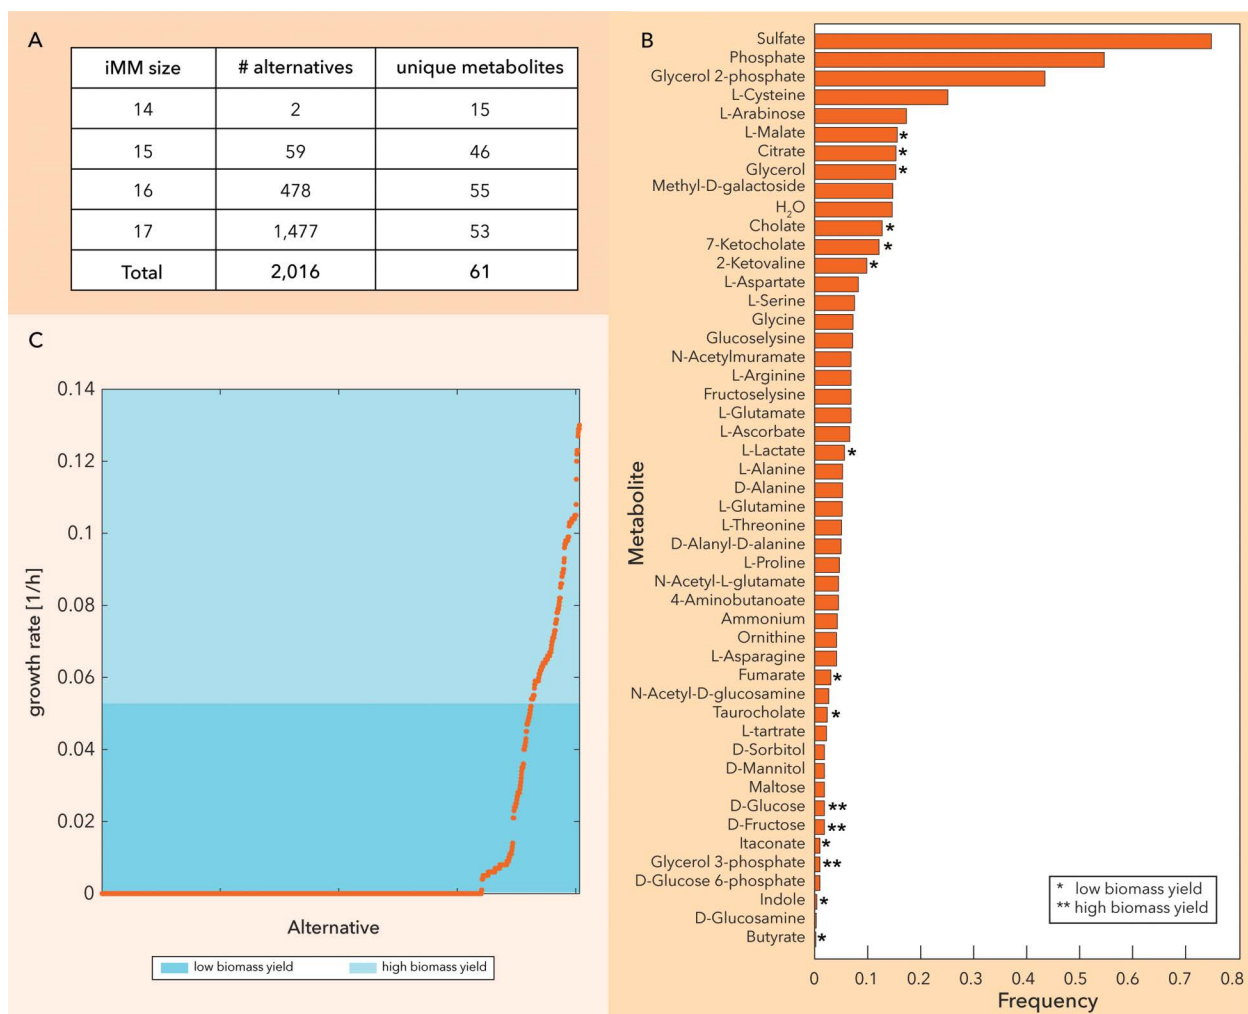 A
iMM size # alternatives unique metabolites
14 2 15
15 59 46
16 478 55
17 1,477 53
Total 2,016 61
B
Sulfate
Phosphate
Glycerol 2-phosphate
L-Cysteine
L-Arabinose
L-Malate *
Citrate *
Glycerol *
Methyl-D-galactoside
H2O
Cholate *
7-Ketocholate *
2-Ketovaline *
L-Aspartate
L-Serine
Glycine
Glucoselysine
N-Acetylmuramate
L-Arginine
Fructoselysine
L-Glutamate
L-Ascorbate
L-Lactate *
L-Alanine
D-Alanine
L-Glutamine
L-Threonine
D-Alanyl-D-alanine
L-Proline
N-Acetyl-L-glutamate
4-Aminobutanoate
Ammonium
Ornithine
L-Asparagine
Fumarate *
N-Acetyl-D-glucosamine
Taurocholate *
L-tartrate
D-Sorbitol
D-Mannitol
Maltose
D-Glucose **
D-Fructose **
Itaconate *
Glycerol 3-phosphate **
D-Glucose 6-phosphate
Indole *
D-Glucosamine
Butyrate *
Metabolite
* low biomass yield
** high biomass yield
0 0.1 0.2 0.3 0.4 0.5 0.6 0.7 0.8
Frequency
C
0.14
0.12
0.1
0.08
0.06
0.04
0.02
0
growth rate [1/h]
Alternative
low biomass yield high biomass yield